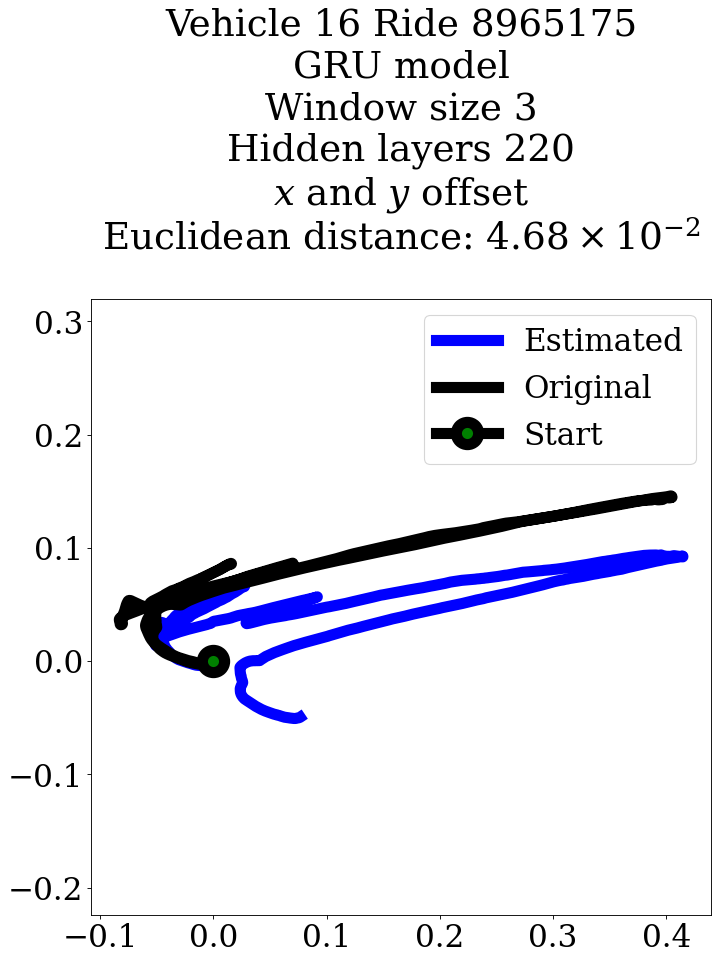 Vehicle 16 Ride 8965175
GRU model
Window size 3
Hidden layers 220
x and y offset
Euclidean distance: 4.68 × 10⁻²
Estimated
Original
Start
0.3
0.2
0.1
0.0
−0.1
−0.2
−0.1 0.0 0.1 0.2 0.3 0.4